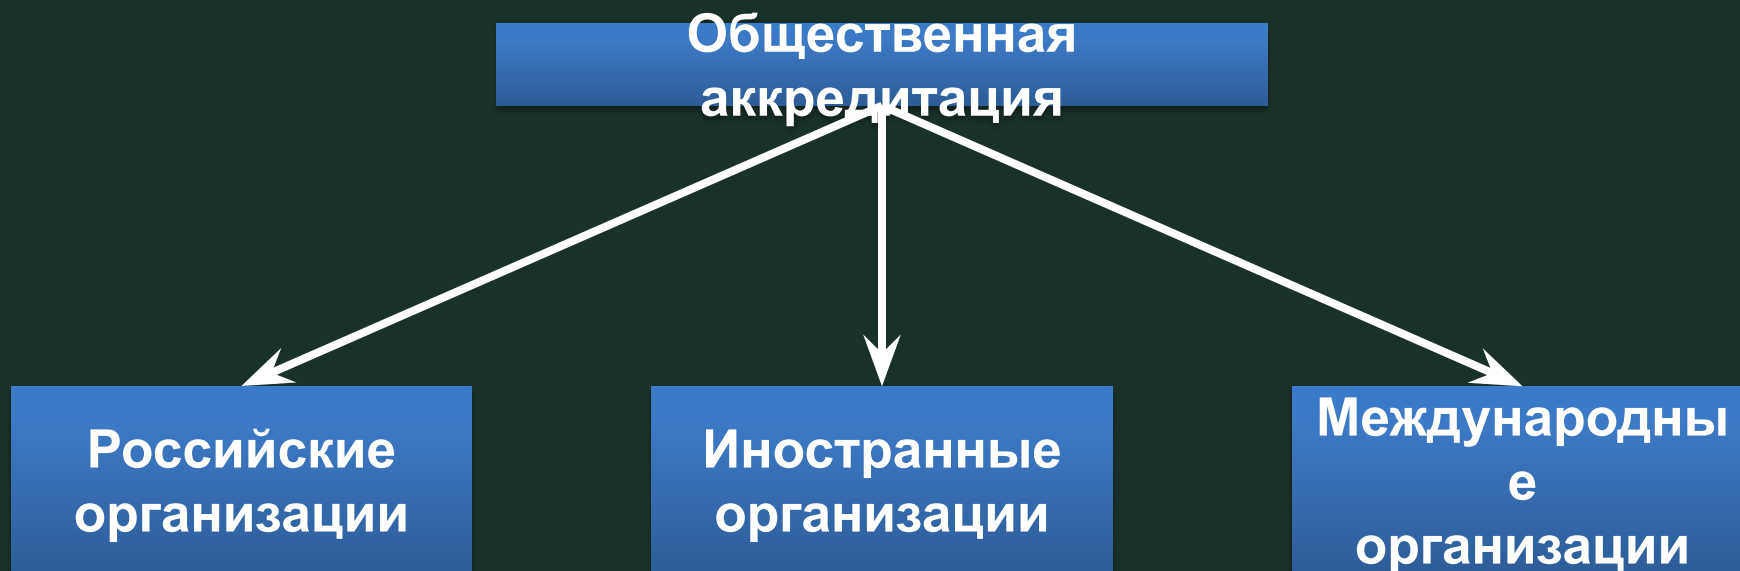 Общественная
аккредитация
Российские
организации
Иностранные
организации
Международны
е
организации